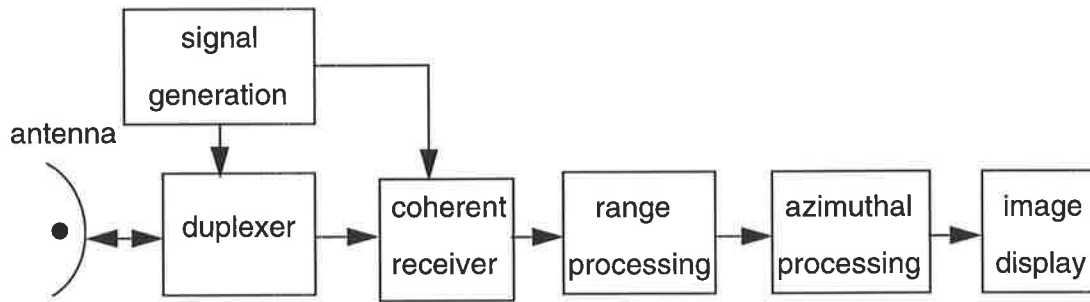 signal
generation
antenna
duplexer
coherent
receiver
range
processing
azimuthal
processing
image
display